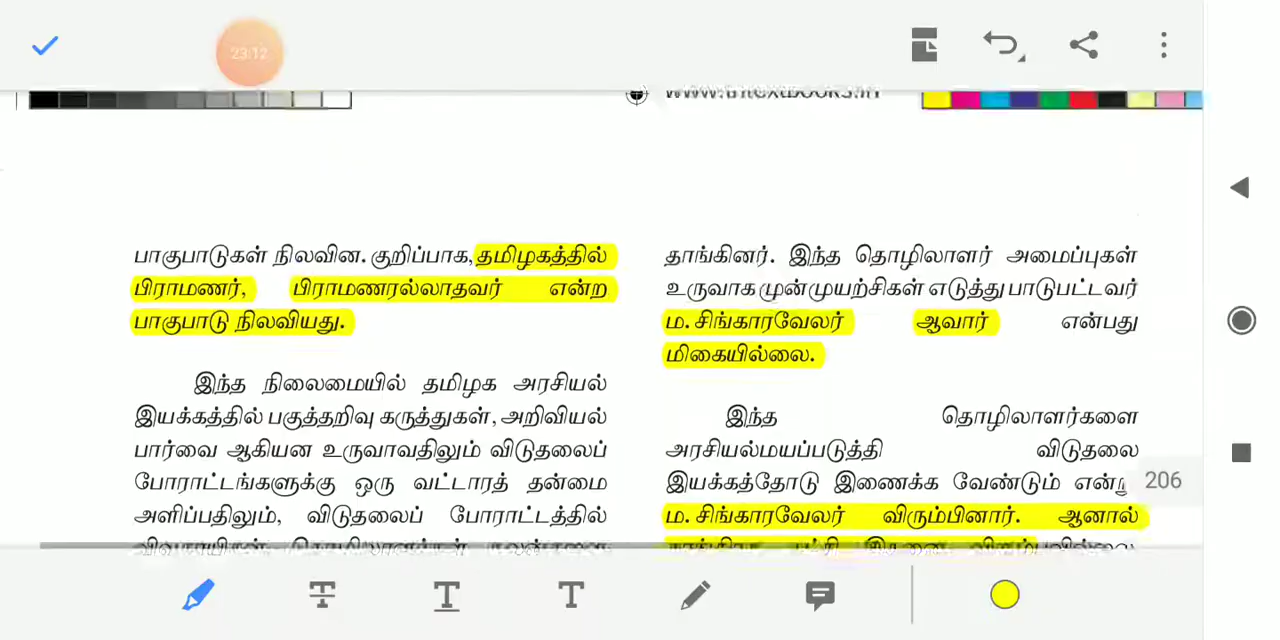 23:12
பாகுபாடுகள் நிலவின. குறிப்பாக, தமிழகத்தில்
பிராமணர், பிராமணரல்லாதவர் என்ற
பாகுபாடு நிலவியது.
இந்த நிலைமையில் தமிழக அரசியல்
இயக்கத்தில் பகுத்தறிவு கருத்துகள், அறிவியல்
பார்வை ஆகியன உருவாவதிலும் விடுதலைப்
போராட்டங்களுக்கு ஒரு வட்டாரத் தன்மை
அளிப்பதிலும், விடுதலைப் போராட்டத்தில்
தாங்கினர். இந்த தொழிலாளர் அமைப்புகள்
உருவாக முன்முயற்சிகள் எடுத்து பாடுபட்டவர்
ம. சிங்காரவேலர் ஆவார் என்பது
மிகையில்லை.
இந்த தொழிலாளர்களை
அரசியல்மயப்படுத்தி விடுதலை
இயக்கத்தோடு இணைக்க வேண்டும் என்று
ம. சிங்காரவேலர் விரும்பினார். ஆனால்
206